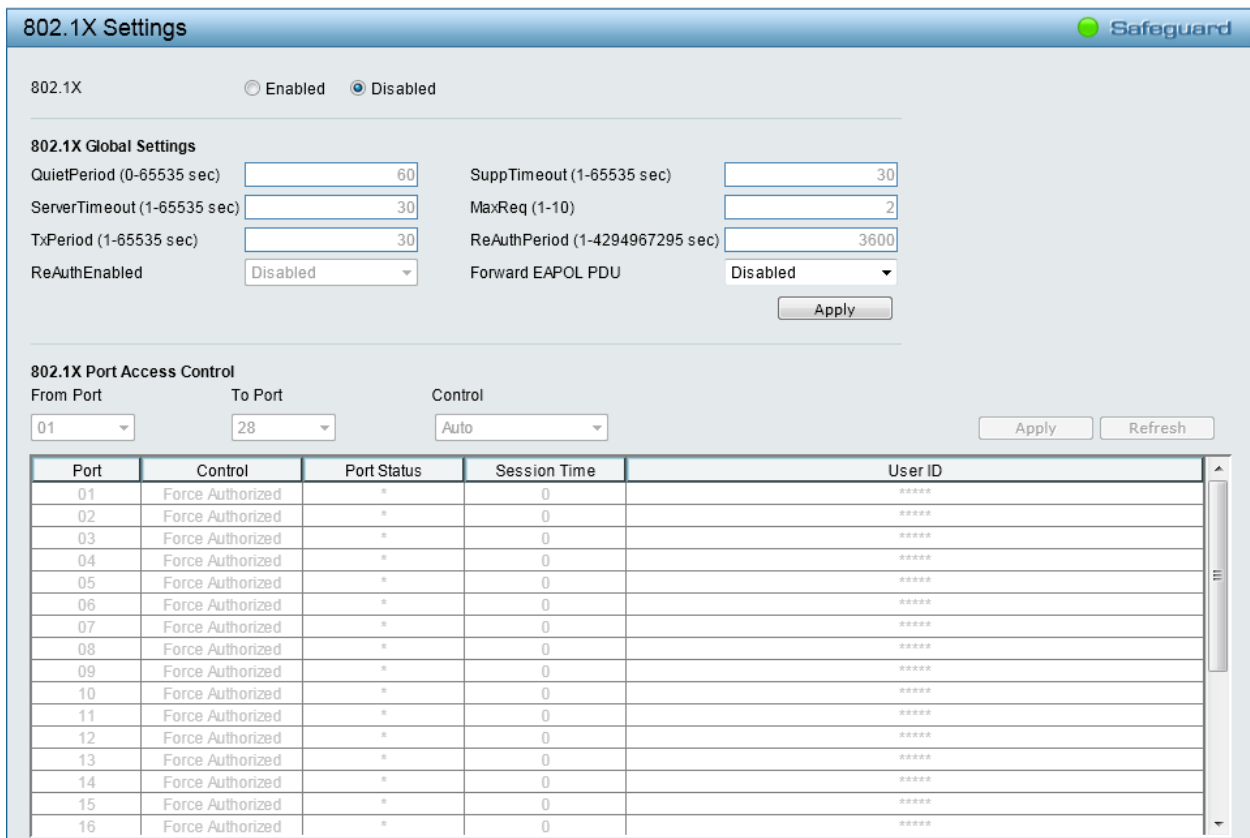 802.1X Settings Safeguard
802.1X Enabled Disabled
802.1X Global Settings
QuietPeriod (0-65535 sec) 60 SuppTimeout (1-65535 sec) 30
ServerTimeout (1-65535 sec) 30 MaxReq (1-10) 2
TxPeriod (1-65535 sec) 30 ReAuthPeriod (1-4294967295 sec) 3600
ReAuthEnabled Disabled Forward EAPOL PDU Disabled
Apply
802.1X Port Access Control
From Port To Port Control
01 28 Auto Apply Refresh
Port Control Port Status Session Time User ID
01 Force Authorized * 0 *****
02 Force Authorized * 0 *****
03 Force Authorized * 0 *****
04 Force Authorized * 0 *****
05 Force Authorized * 0 *****
06 Force Authorized * 0 *****
07 Force Authorized * 0 *****
08 Force Authorized * 0 *****
09 Force Authorized * 0 *****
10 Force Authorized * 0 *****
11 Force Authorized * 0 *****
12 Force Authorized * 0 *****
13 Force Authorized * 0 *****
14 Force Authorized * 0 *****
15 Force Authorized * 0 *****
16 Force Authorized * 0 *****